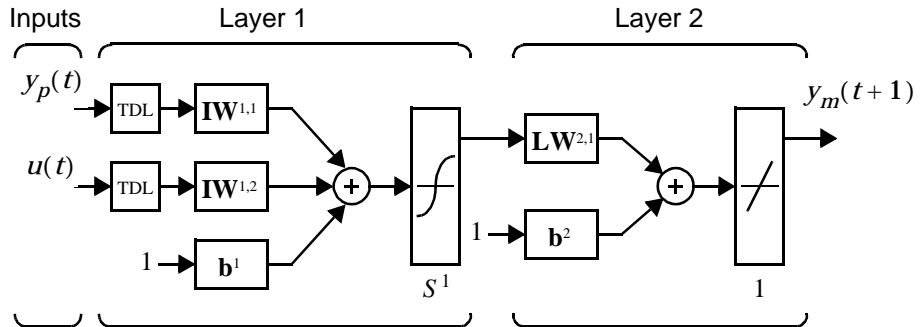 Inputs
Layer 1
Layer 2
y_p(t)
TDL
IW^{1,1}
y_m(t+1)
LW^{2,1}
u(t)
TDL
IW^{1,2}
1
b^1
1
b^2
S^1
1